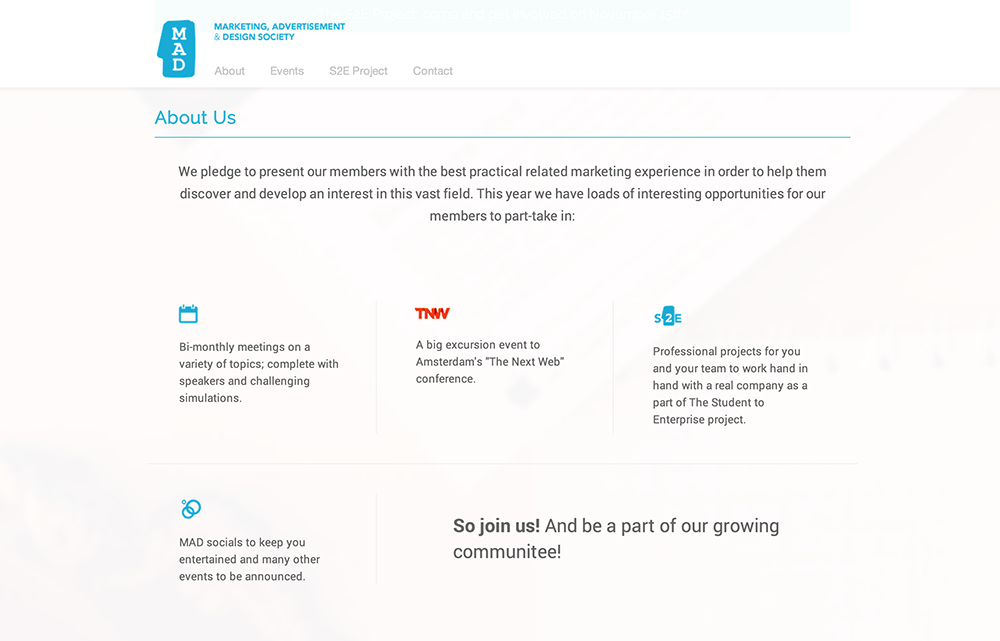 MAD
MARKETING, ADVERTISEMENT
& DESIGN SOCIETY
About Events S2E Project Contact
About Us
We pledge to present our members with the best practical related marketing experience in order to help them
discover and develop an interest in this vast field. This year we have loads of interesting opportunities for our
members to part-take in:
TNW
S2E
Bi-monthly meetings on a
variety of topics; complete with
speakers and challenging
simulations.
A big excursion event to
Amsterdam's "The Next Web"
conference.
Professional projects for you
and your team to work hand in
hand with a real company as a
part of The Student to
Enterprise project.
MAD socials to keep you
entertained and many other
events to be announced.
So join us! And be a part of our growing
communitee!